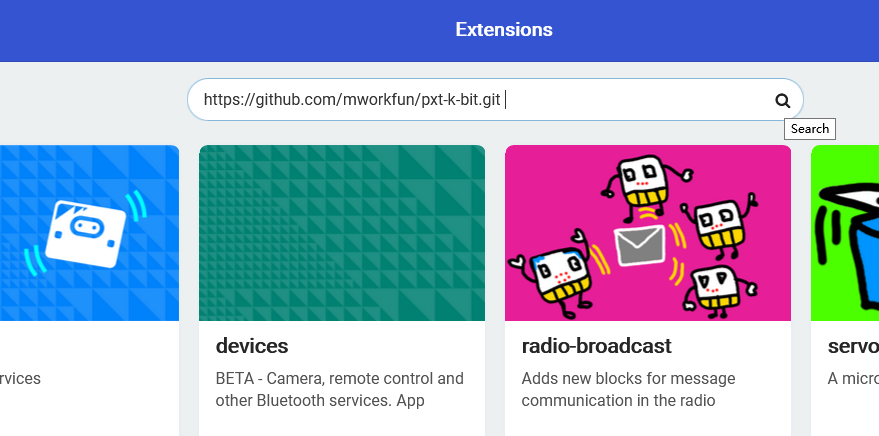 Extensions
https://github.com/mworkfun/pxt-k-bit.git
Search
rvices
devices
BETA - Camera, remote control and
other Bluetooth services. App
radio-broadcast
Adds new blocks for message
communication in the radio
servo
A micro